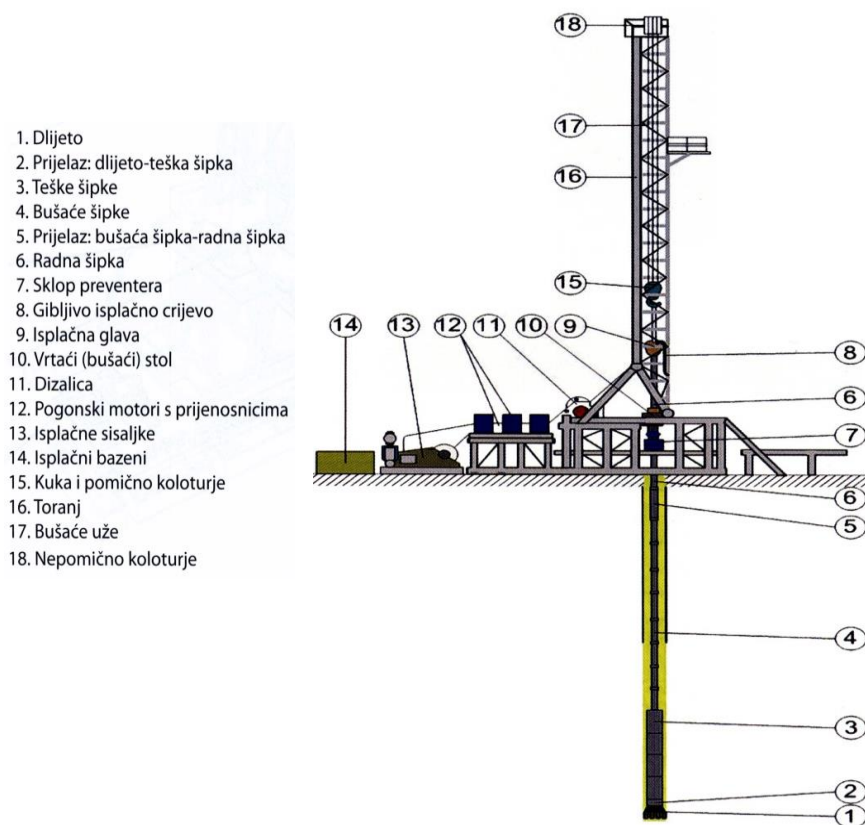 1. Dlijeto
2. Prijelaz: dlijeto-teška šipka
3. Teške šipke
4. Bušaće šipke
5. Prijelaz: bušaća šipka-radna šipka
6. Radna šipka
7. Sklop preventera
8. Gibljivo isplačno crijevo
9. Isplačna glava
10. Vrtaći (bušaći) stol
11. Dizalica
12. Pogonski motori s prijenosnicima
13. Isplačne sisaljke
14. Isplačni bazeni
15. Kuka i pomično koloturje
16. Toranj
17. Bušaće uže
18. Nepomično koloturje
18
17
16
15
14
13
12
11
10
9
8
6
7
6
5
4
3
2
1